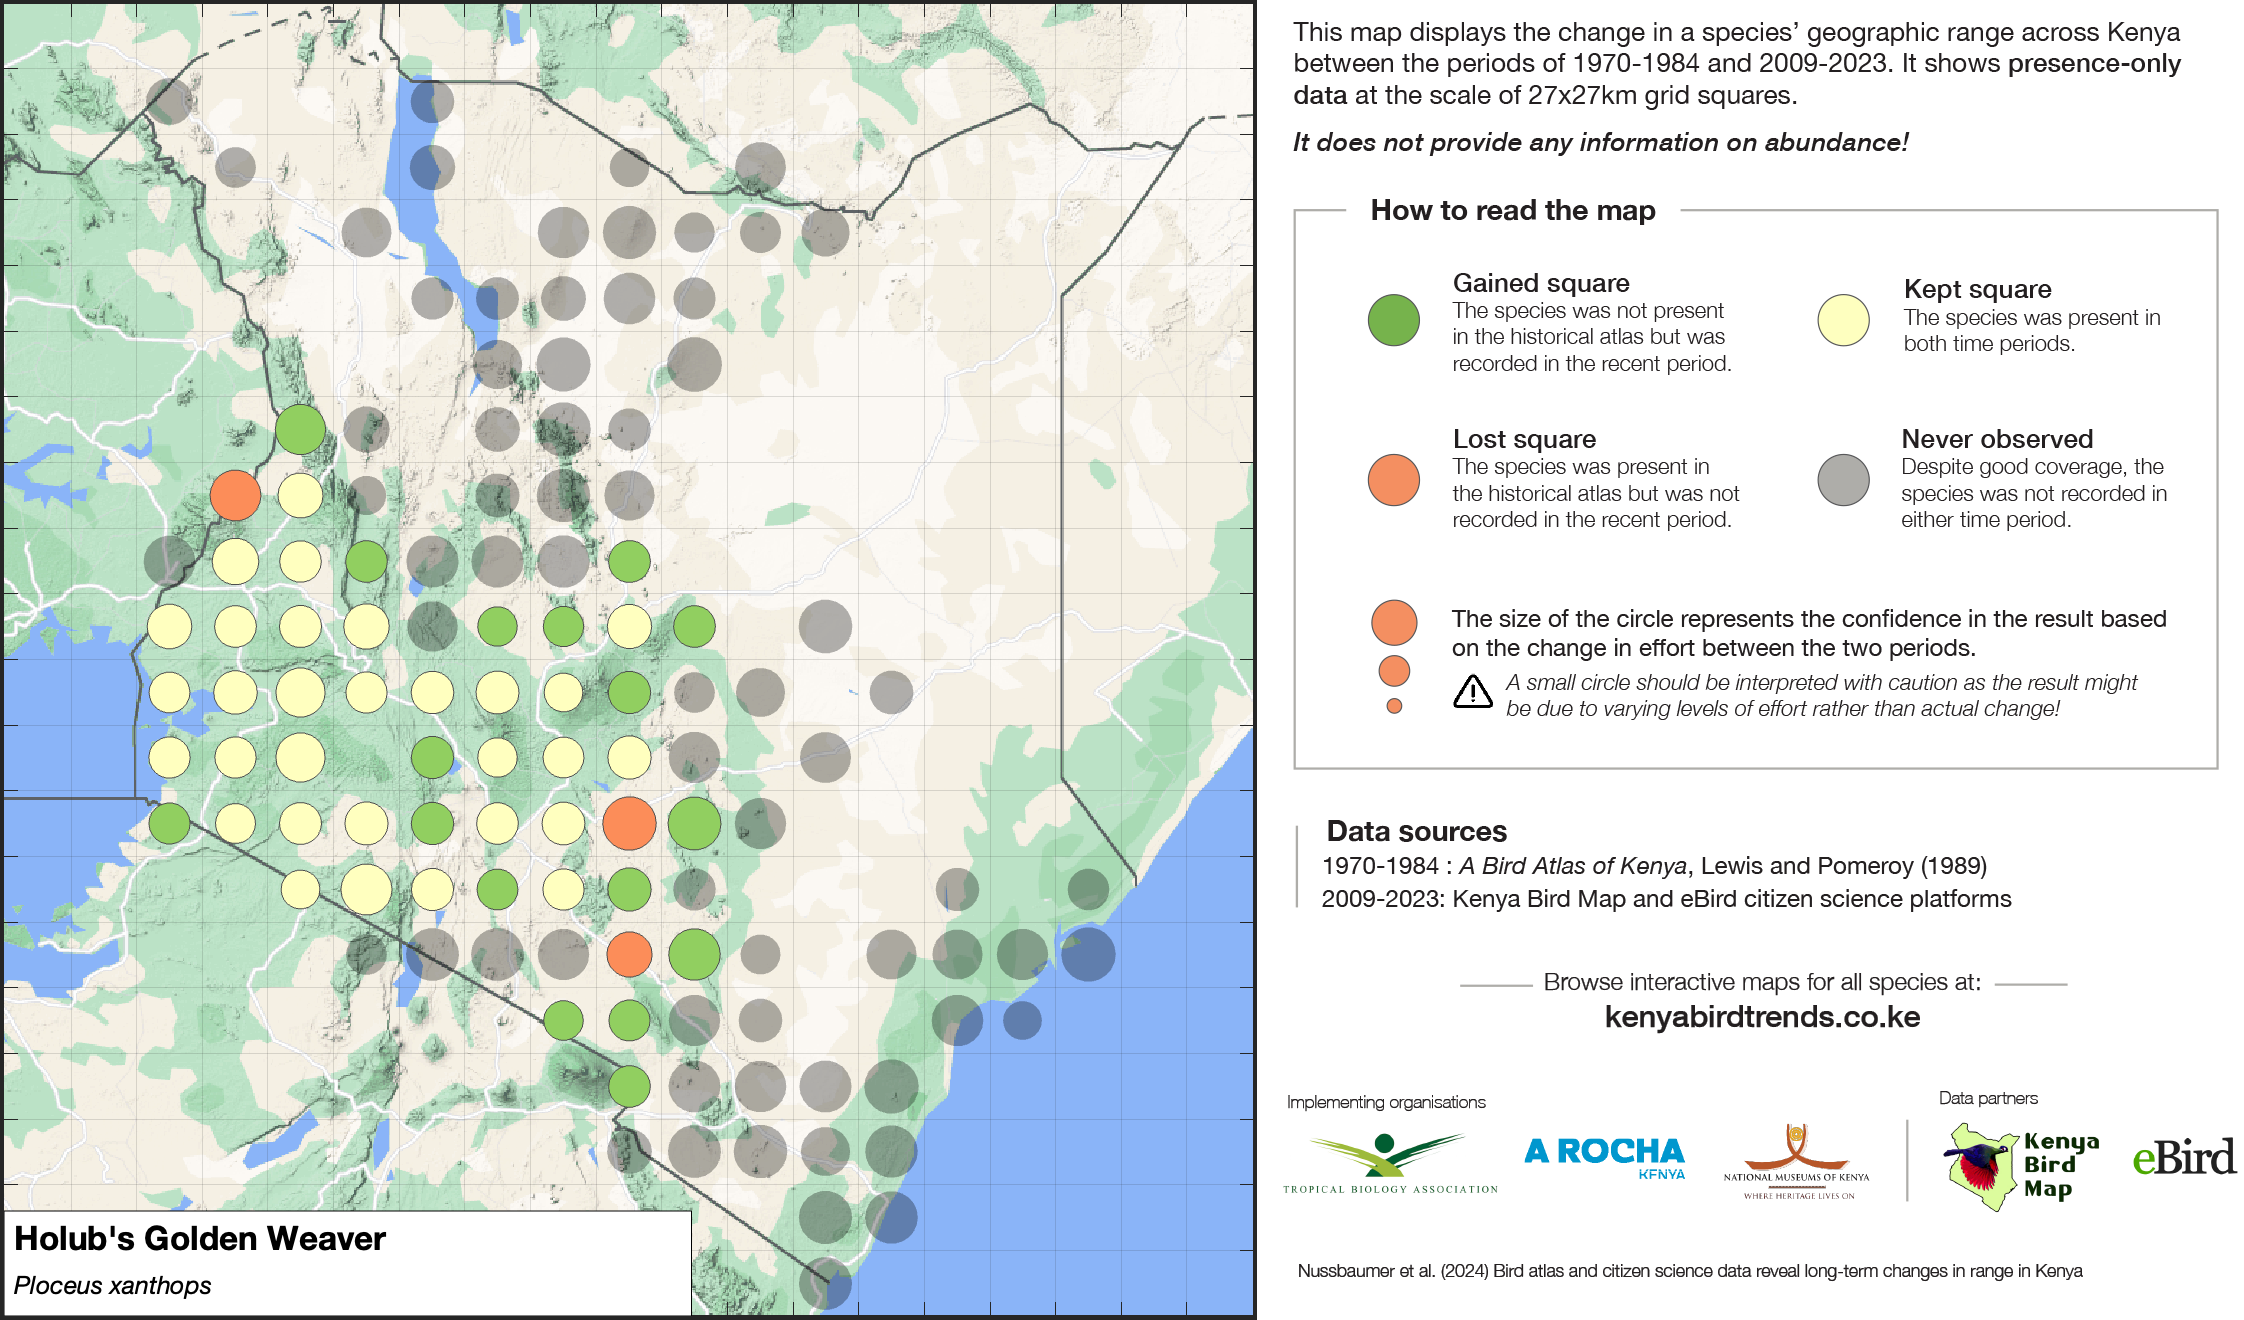 This map displays the change in a species’ geographic range across Kenya
between the periods of 1970-1984 and 2009-2023. It shows presence-only
data at the scale of 27x27km grid squares.
It does not provide any information on abundance!
How to read the map
Gained square
The species was not present
in the historical atlas but was
recorded in the recent period.
Kept square
The species was present in
both time periods.
Lost square
The species was present in
the historical atlas but was not
recorded in the recent period.
Never observed
Despite good coverage, the
species was not recorded in
either time period.
The size of the circle represents the confidence in the result based
on the change in effort between the two periods.
A small circle should be interpreted with caution as the result might
be due to varying levels of effort rather than actual change!
Data sources
1970-1984 : A Bird Atlas of Kenya, Lewis and Pomeroy (1989)
2009-2023: Kenya Bird Map and eBird citizen science platforms
Browse interactive maps for all species at:
kenyabirdtrends.co.ke
Implementing organisations
Data partners
TROPICAL BIOLOGY ASSOCIATION
A ROCHA
KENYA
NATIONAL MUSEUMS OF KENYA
WHERE HERITAGE LIVES ON
Kenya
Bird
Map
eBird
Holub's Golden Weaver
Ploceus xanthops
Nussbaumer et al. (2024) Bird atlas and citizen science data reveal long-term changes in range in Kenya